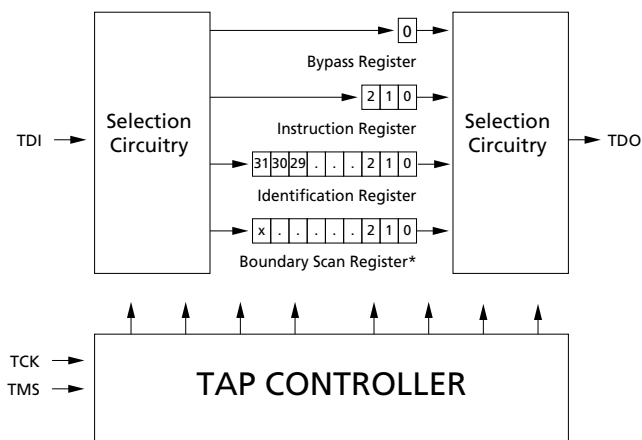 0
Bypass Register
2 1 0
Instruction Register
TDI
Selection
Circuitry
Selection
Circuitry
TDO
31 30 29 . . . 2 1 0
Identification Register
x . . . . . 2 1 0
Boundary Scan Register*
TCK
TMS
TAP CONTROLLER